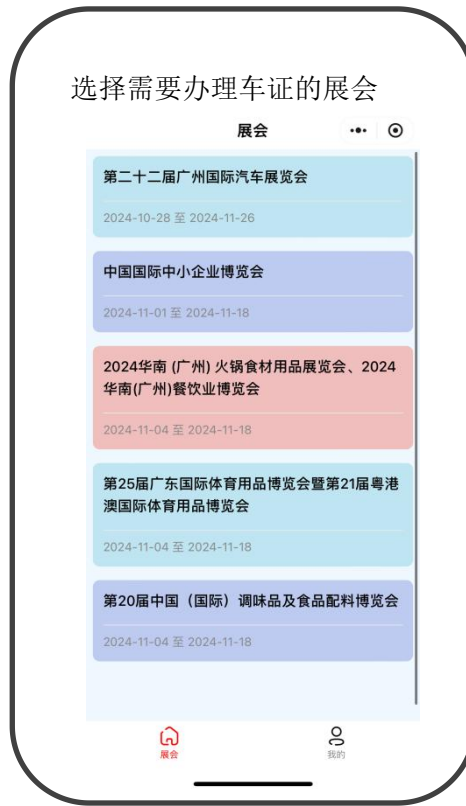 选择需要办理车证的展会
展会
第二十二届广州国际汽车展览会
2024-10-28 至 2024-11-26
中国国际中小企业博览会
2024-11-01 至 2024-11-18
2024华南 (广州) 火锅食材用品展览会、2024
华南(广州)餐饮业博览会
2024-11-04 至 2024-11-18
第25届广东国际体育用品博览会暨第21届粤港
澳国际体育用品博览会
2024-11-04 至 2024-11-18
第20届中国（国际）调味品及食品配料博览会
2024-11-04 至 2024-11-18
展会
我的